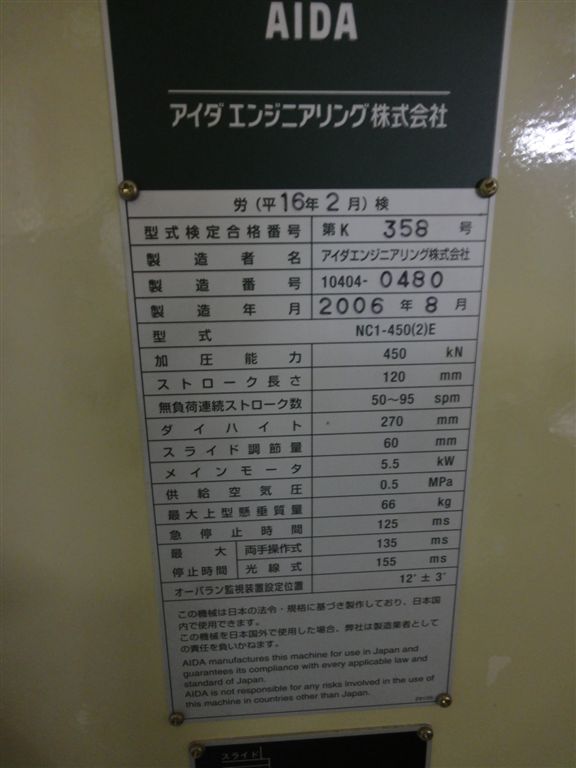 AIDA
アイダエンジニアリング株式会社
労(平16年2月)検
型式検定合格番号 第K 358 号
製造者名 アイダエンジニアリング株式会社
製造番号 10404-0480
製造年月 2006年8月
型式 NC1-450(2)E
加圧能力 450 kN
ストローク長さ 120 mm
無負荷連続ストローク数 50〜95 spm
ダイハイト 270 mm
スライド調節量 60 mm
メインモータ 5.5 kW
供給空気圧 0.5 MPa
最大上型懸垂質量 66 kg
急停止時間 125 ms
最大停止時間 両手操作式 135 ms
光線式 155 ms
オーバラン監視装置設定位置 12°± 3°
この機械は日本の法令・規格に基づき製作しており、日本国
内で使用できます。
この機械を日本国外で使用した場合、弊社は製造業者として
の責任を負いかねます。
AIDA manufactures this machine for use in Japan and
guarantees its compliance with every applicable law and
standard of Japan.
AIDA is not responsible for any risks involved in the use of
this machine in countries other than Japan.
スライド